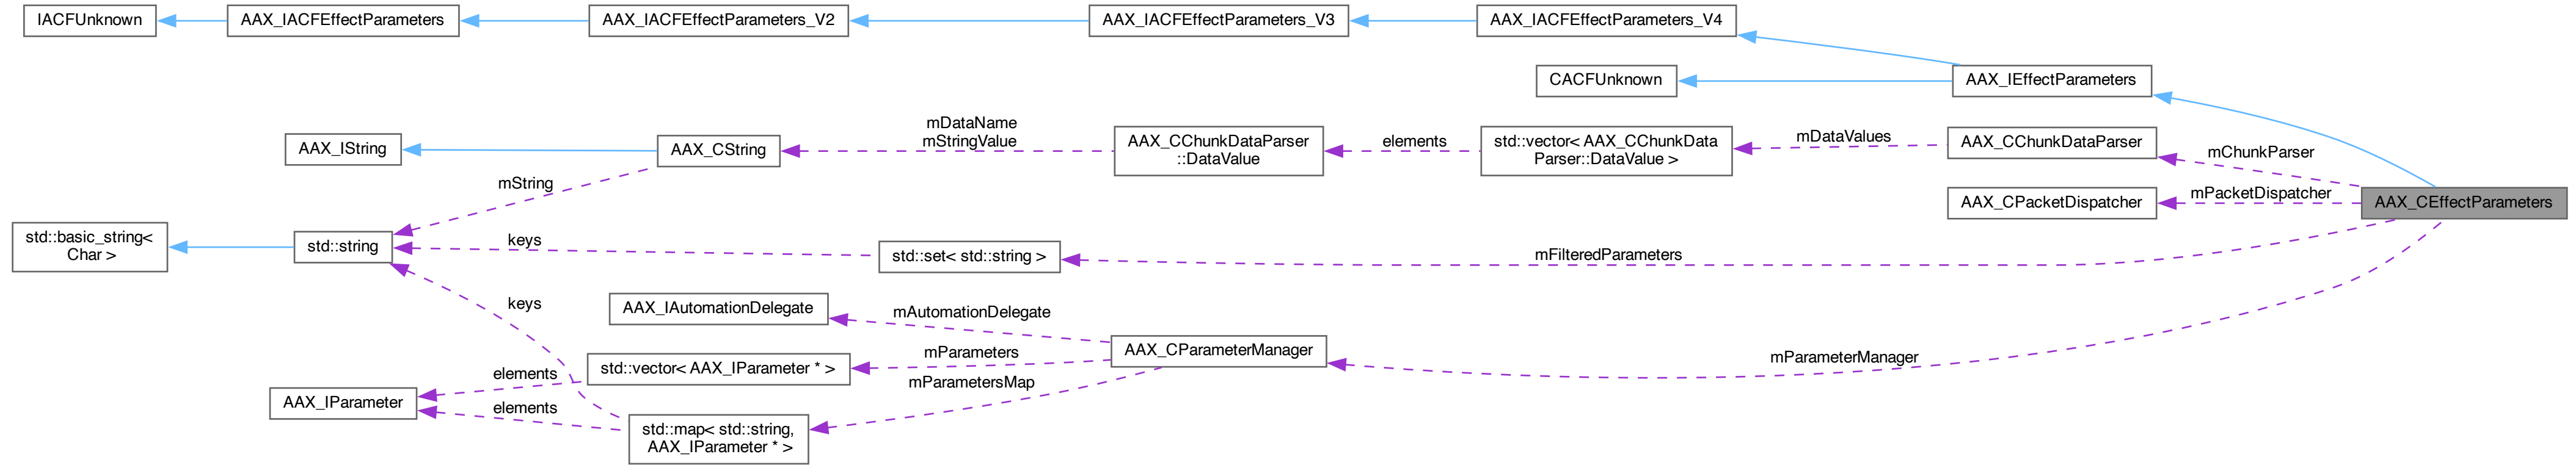 IACFUnknown
AAX_IACFEffectParameters
AAX_IACFEffectParameters_V2
AAX_IACFEffectParameters_V3
AAX_IACFEffectParameters_V4
CACFUnknown
AAX_IEffectParameters
AAX_IString
AAX_CString
mDataName
mStringValue
AAX_CChunkDataParser
::DataValue
elements
std::vector< AAX_CChunkData
Parser::DataValue >
mDataValues
AAX_CChunkDataParser
mChunkParser
mString
AAX_CPacketDispatcher
mPacketDispatcher
AAX_CEffectParameters
std::basic_string<
Char >
std::string
keys
std::set< std::string >
mFilteredParameters
keys
AAX_IAutomationDelegate
mAutomationDelegate
AAX_CParameterManager
mParameterManager
std::vector< AAX_IParameter * >
mParameters
elements
mParametersMap
AAX_IParameter
elements
std::map< std::string,
AAX_IParameter * >